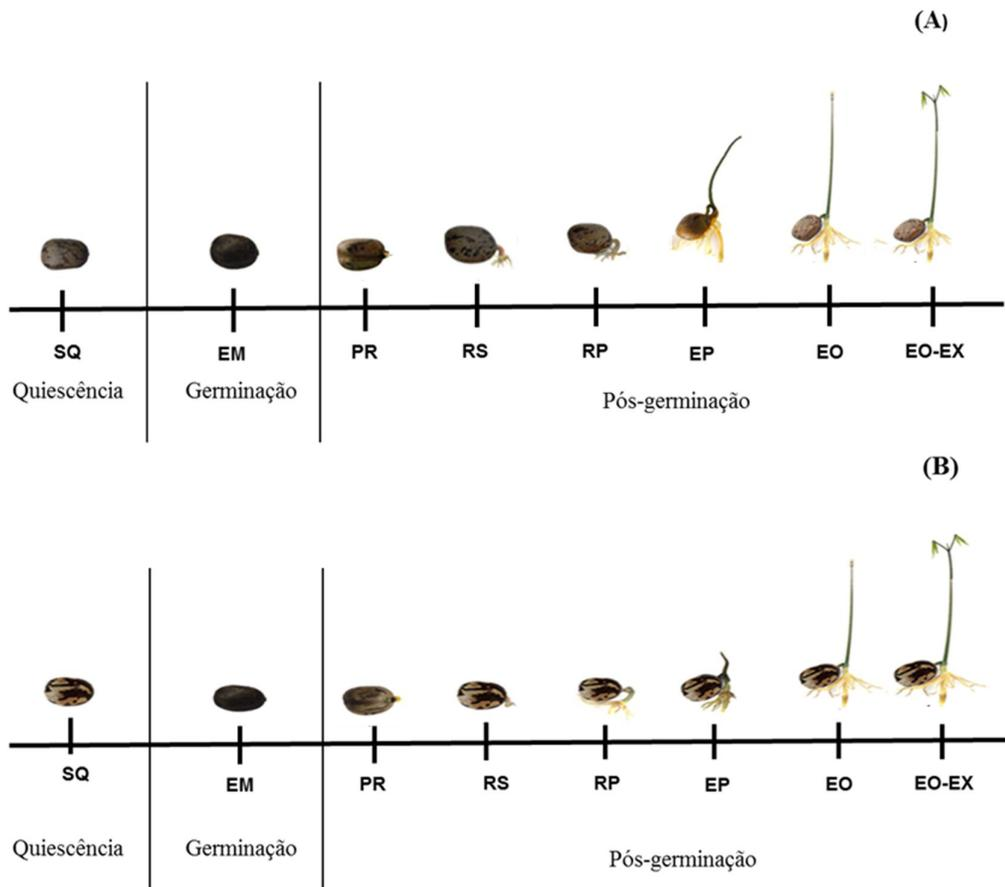 (A)
SQ EM PR RS RP EP EO EO-EX
Quiescência Germinação Pós-germinação
(B)
SQ EM PR RS RP EP EO EO-EX
Quiescência Germinação Pós-germinação